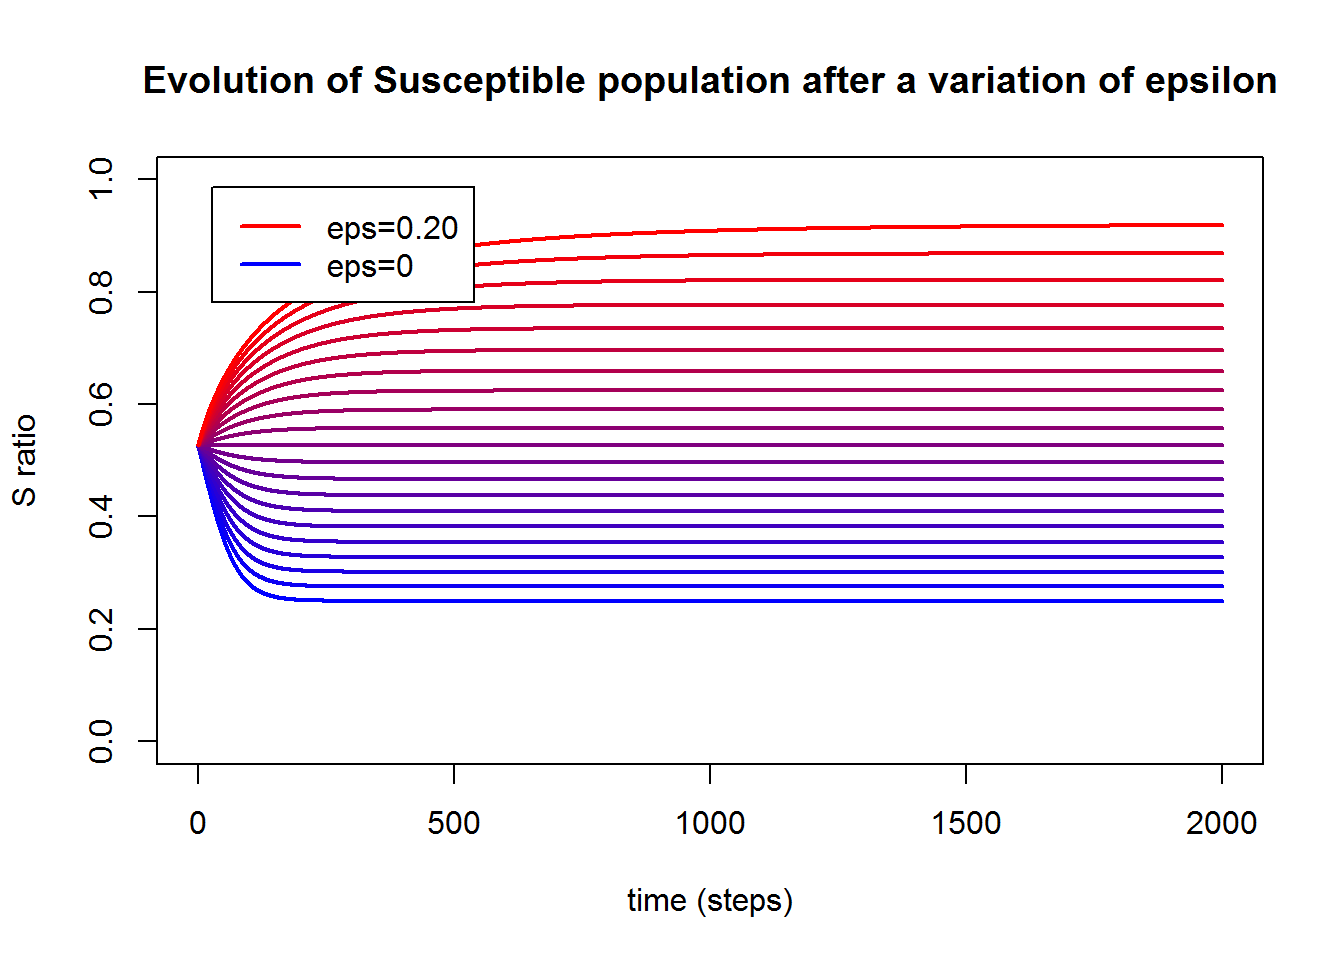 Evolution of Susceptible population after a variation of epsilon
eps=0.20
eps=0
S ratio
1.0
0.8
0.6
0.4
0.2
0.0
0 500 1000 1500 2000
time (steps)